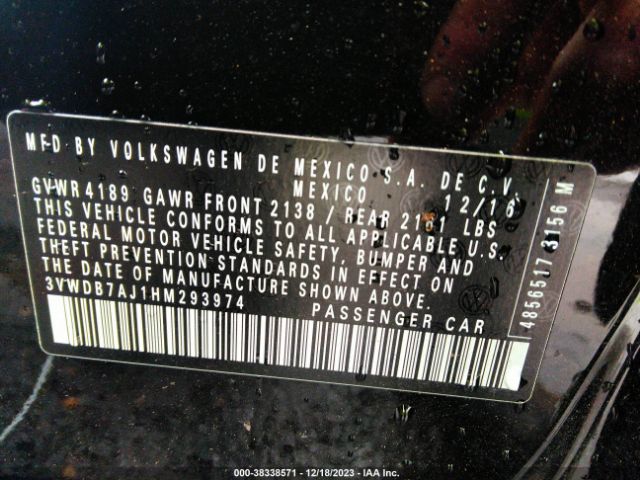 MFD BY VOLKSWAGEN DE MEXICO S.A. DE C.V.
MEXICO 12/16
GVWR 4189 GAWR FRONT 2138 / REAR 2161 LBS
THIS VEHICLE CONFORMS TO ALL APPLICABLE U.S.
FEDERAL MOTOR VEHICLE SAFETY, BUMPER AND
THEFT PREVENTION STANDARDS IN EFFECT ON
THE DATE OF MANUFACTURE SHOWN ABOVE.
3VWDB7AJ1HM293974 PASSENGER CAR
4856517 3156 M
000-38338571 - 12/18/2023 - IAA Inc.